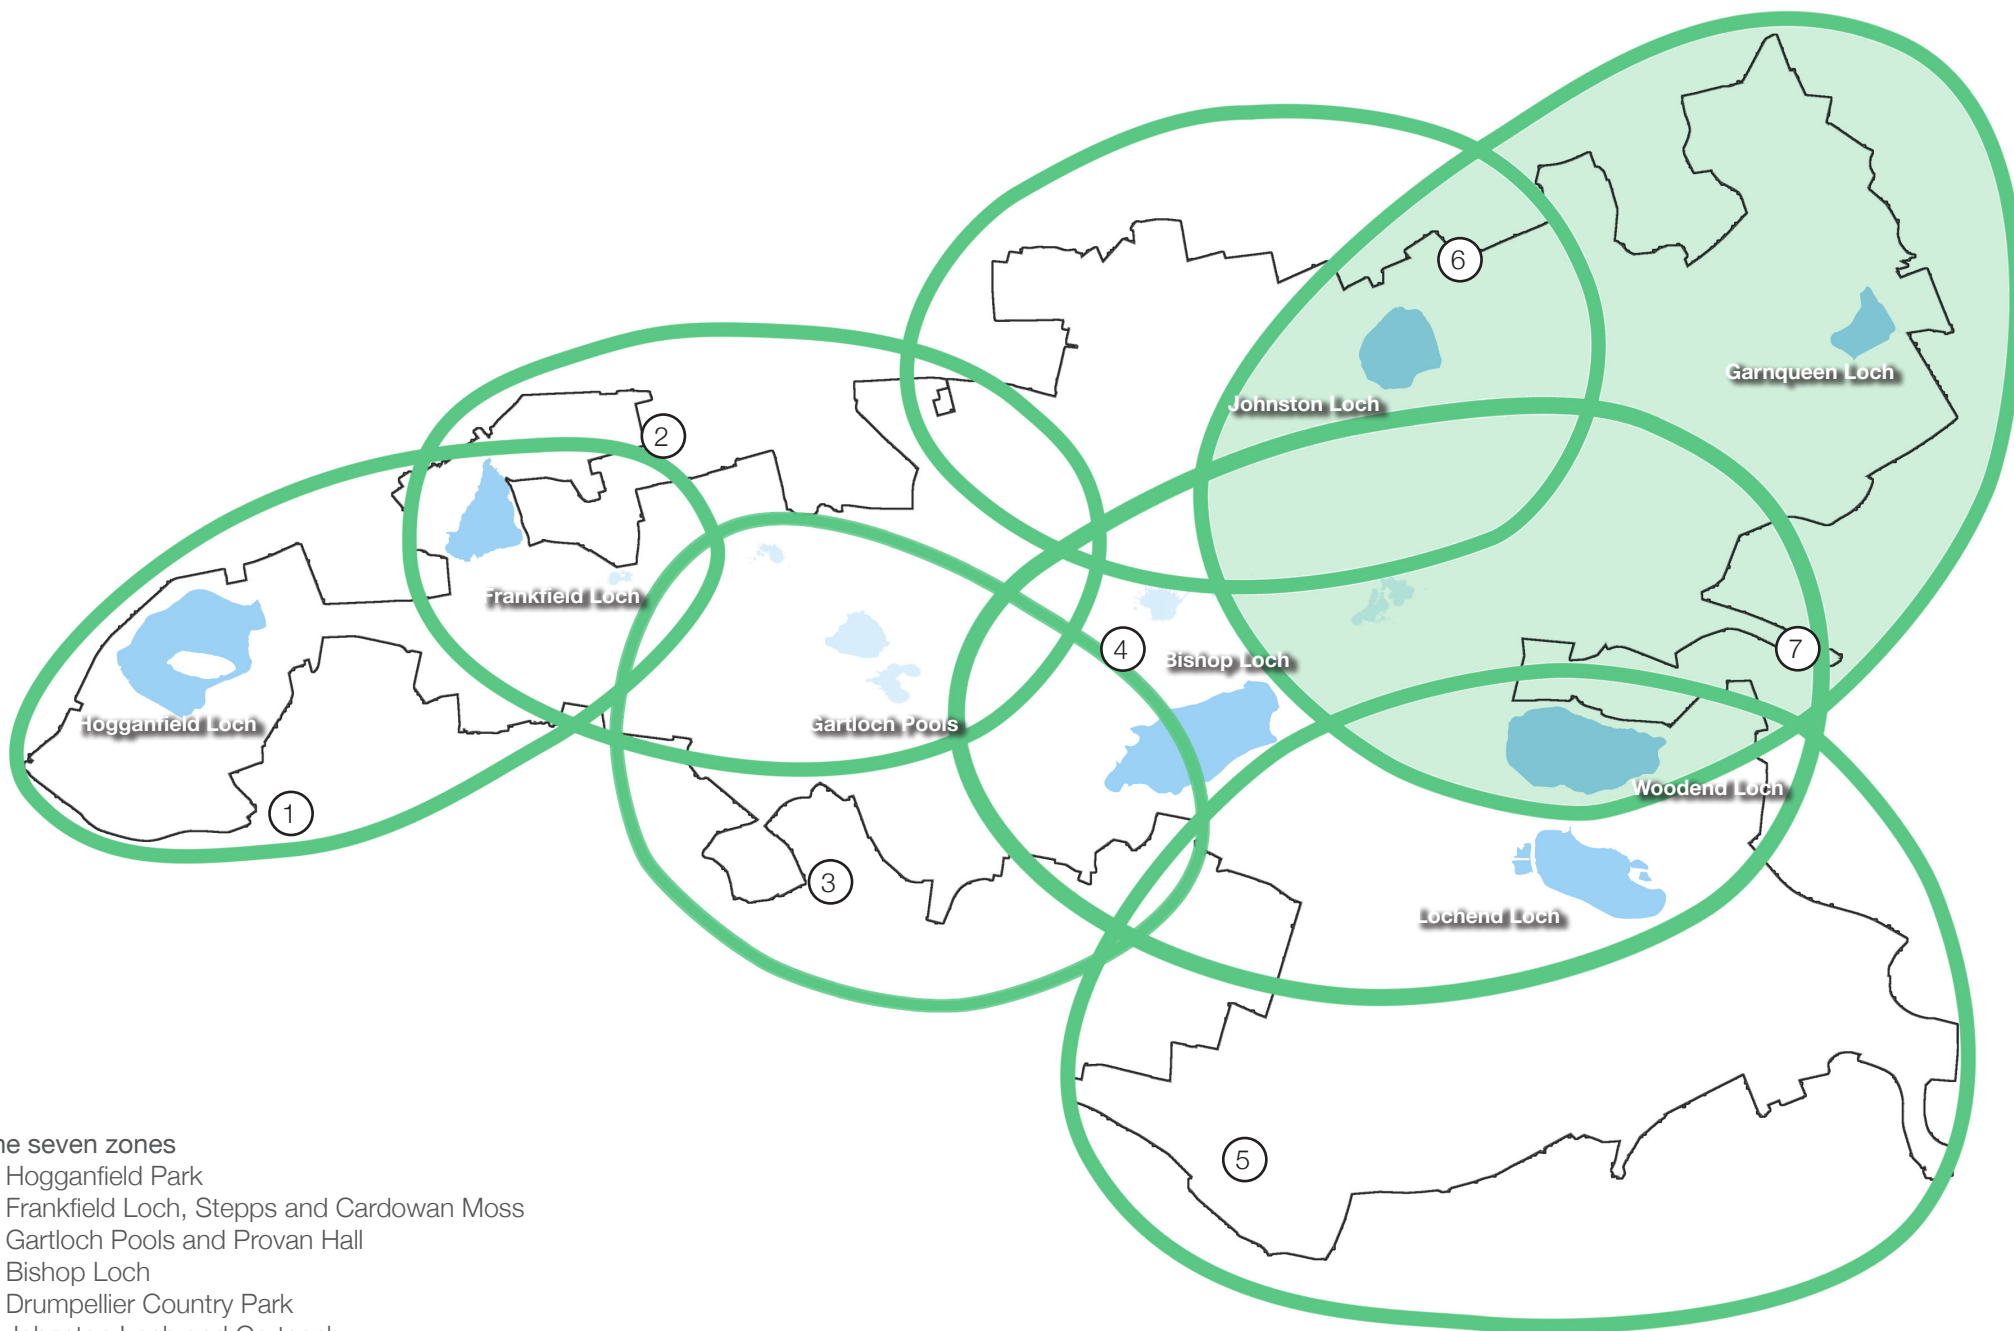 6
Garnqueen Loch
Johnston Loch
2
Frankfield Loch
4
Bishop Loch
7
Hogganfield Loch
Gartloch Pools
Woodend Loch
1
3
Lochend Loch
he seven zones
5
Hogganfield Park
Frankfield Loch, Stepps and Cardowan Moss
Gartloch Pools and Provan Hall
Bishop Loch
Drumpellier Country Park